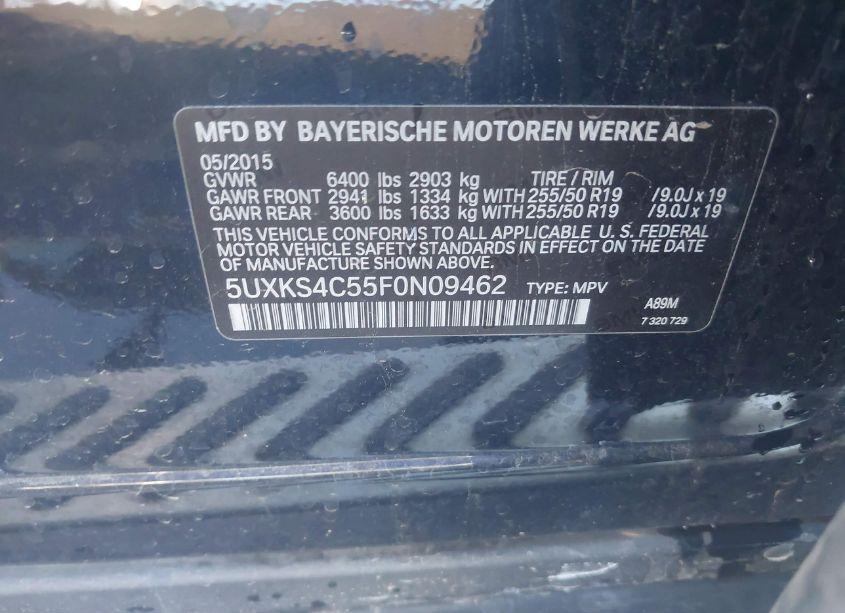 MFD BY BAYERISCHE MOTOREN WERKE AG
05/2015
GVWR 6400 lbs 2903 kg TIRE / RIM
GAWR FRONT 2941 lbs 1334 kg WITH 255/50 R19 /9.0J x 19
GAWR REAR 3600 lbs 1633 kg WITH 255/50 R19 /9.0J x 19
THIS VEHICLE CONFORMS TO ALL APPLICABLE U.S. FEDERAL
MOTOR VEHICLE SAFETY STANDARDS IN EFFECT ON THE DATE
OF MANUFACTURE SHOWN ABOVE.
5UXKS4C55F0N09462 TYPE: MPV
A89M
7 320 729